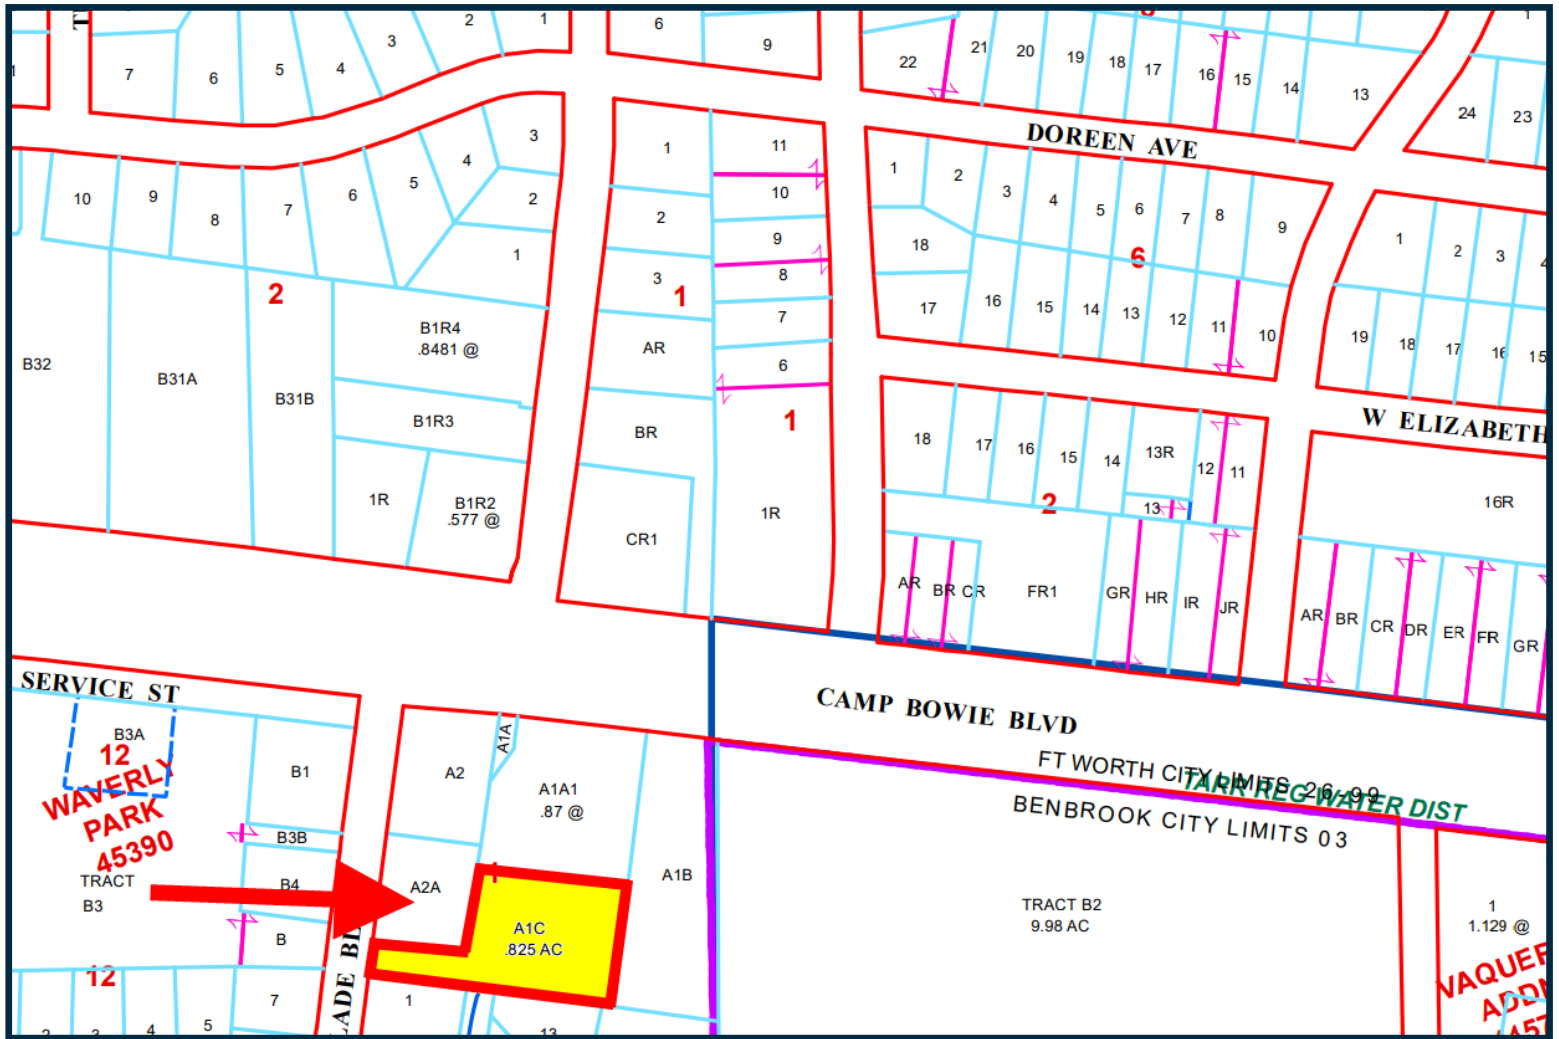 7
6
5
4
3
2
1
6
9
22
21
20
19
18
17
16
15
14
13
24
23
DOREEN AVE
10
9
8
7
6
5
4
3
2
1
2
1
2
3
1
AR
BR
CR1
11
10
9
8
7
6
1
1R
1
2
3
4
5
6
7
8
9
6
18
17
16
15
14
13
12
11
10
1
2
3
4
19
18
17
16
15
W ELIZABETH
B32
B31A
B31B
B1R4
.8481 @
B1R3
1R
B1R2
.577 @
18
17
16
15
14
13R
12
11
13
2
AR
BR
CR
FR1
GR
HR
IR
JR
16R
AR
BR
CR
DR
ER
FR
GR
SERVICE ST
CAMP BOWIE BLVD
FT WORTH CITY LIMITS 26-99
TARR REG WATER DIST
BENBROOK CITY LIMITS 03
B3A
12
WAVERLY
PARK
45390
TRACT
B3
B1
B3B
B4
B
12
A2
A1A
A1A1
.87 @
A2A
A1B
A1C
.825 AC
TRACT B2
9.98 AC
1
1.129 @
2
3
4
5
7
1
13